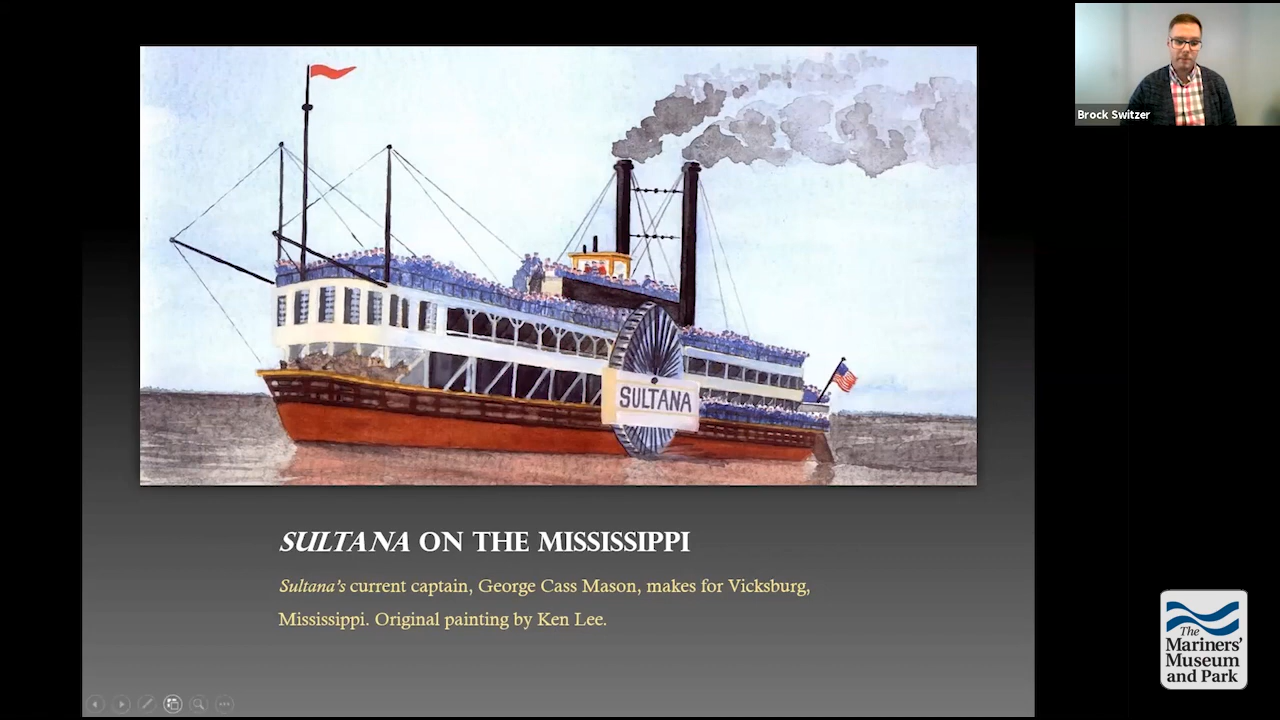 Brock Switzer
SULTANA
SULTANA ON THE MISSISSIPPI
Sultana's current captain, George Cass Mason, makes for Vicksburg,
Mississippi. Original painting by Ken Lee.
The
Mariners'
Museum
and Park